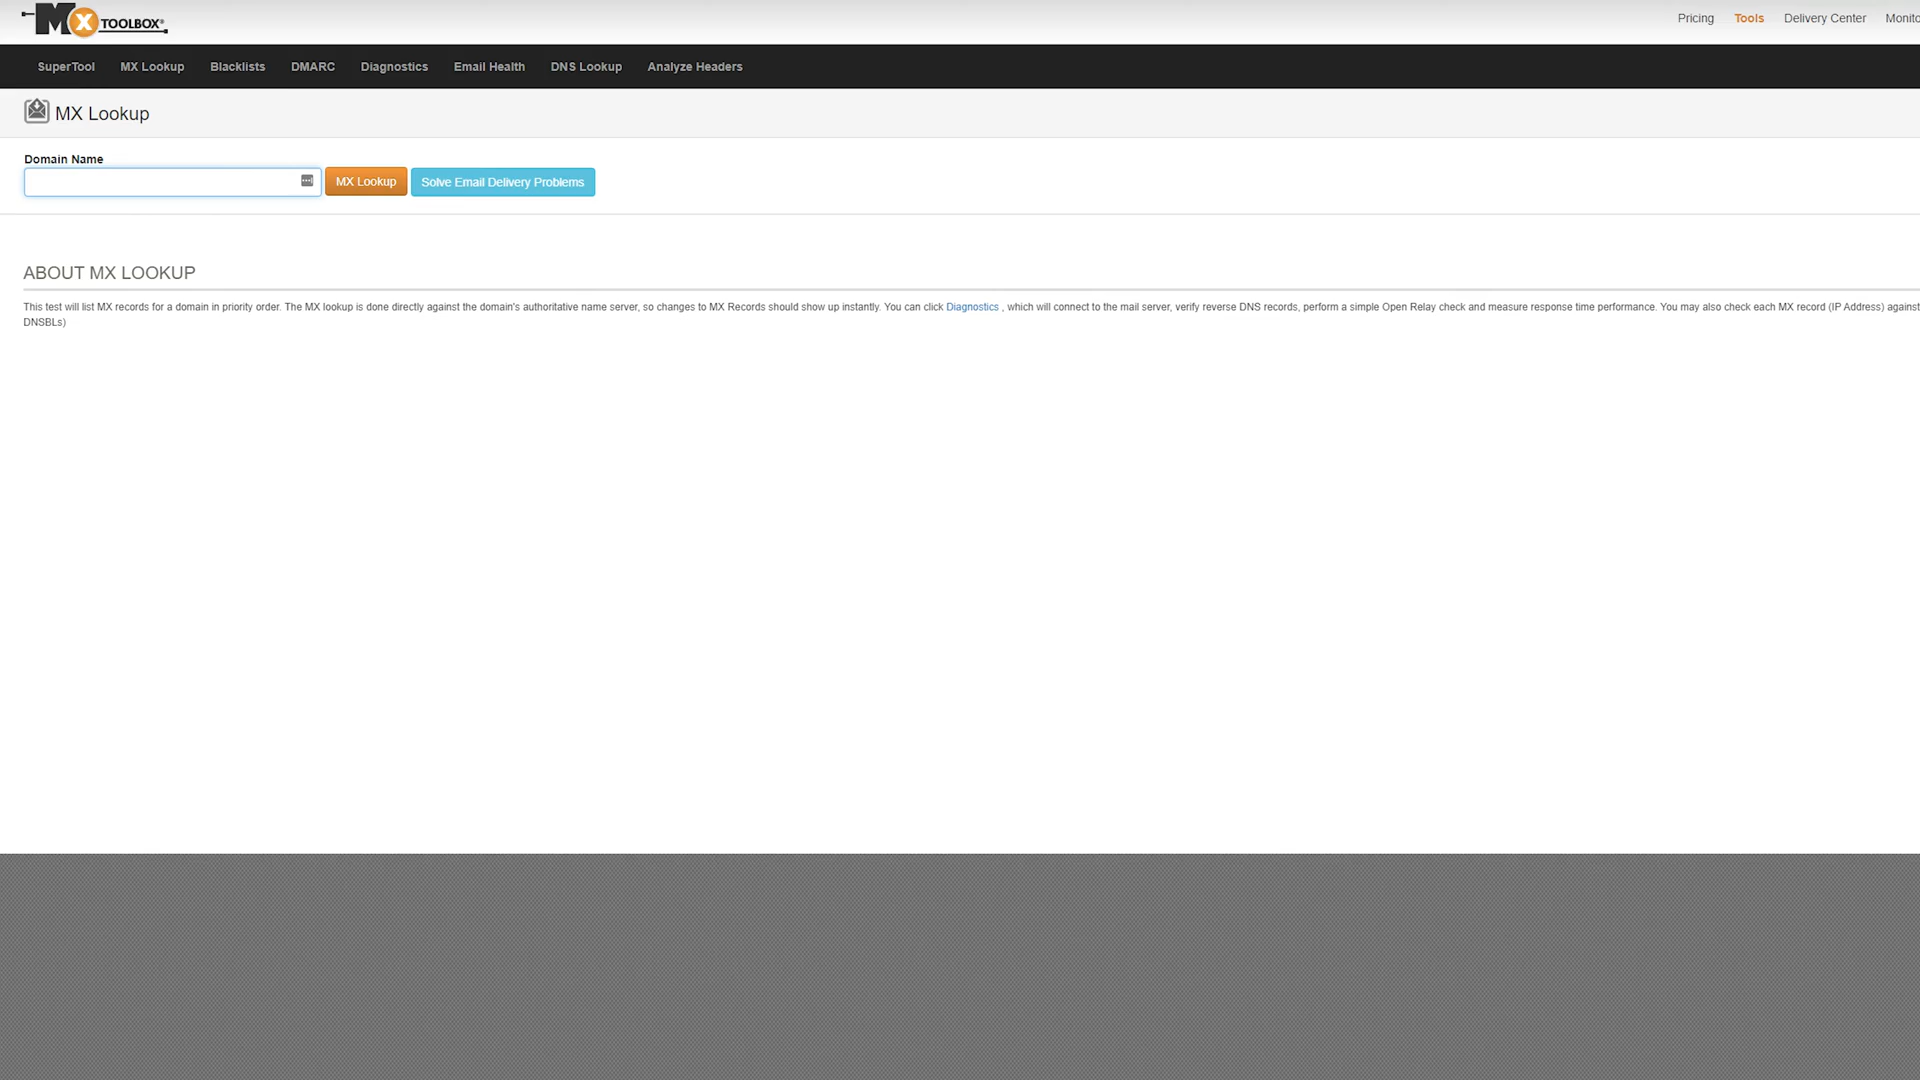 MX TOOLBOX®
Pricing Tools Delivery Center Monito
SuperTool MX Lookup Blacklists DMARC Diagnostics Email Health DNS Lookup Analyze Headers
MX Lookup
Domain Name
MX Lookup Solve Email Delivery Problems
ABOUT MX LOOKUP
This test will list MX records for a domain in priority order. The MX lookup is done directly against the domain's authoritative name server, so changes to MX Records should show up instantly. You can click Diagnostics , which will connect to the mail server, verify reverse DNS records, perform a simple Open Relay check and measure response time performance. You may also check each MX record (IP Address) against
DNSBLs)